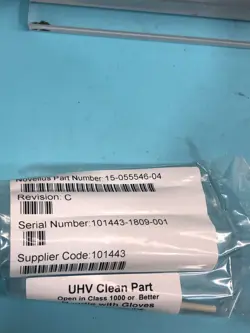 Novellus Part Number:15-055546-04
Revision: C
Serial Number:101443-1809-001
Supplier Code:101443
UHV Clean Part
Open in Class 1000 or Better
with Gloves